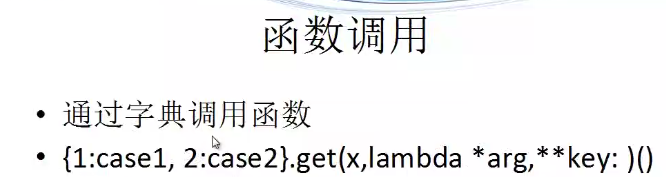 函数调用
• 通过字典调用函数
• {1:case1, 2:case2}.get(x,lambda *arg,**key: )()